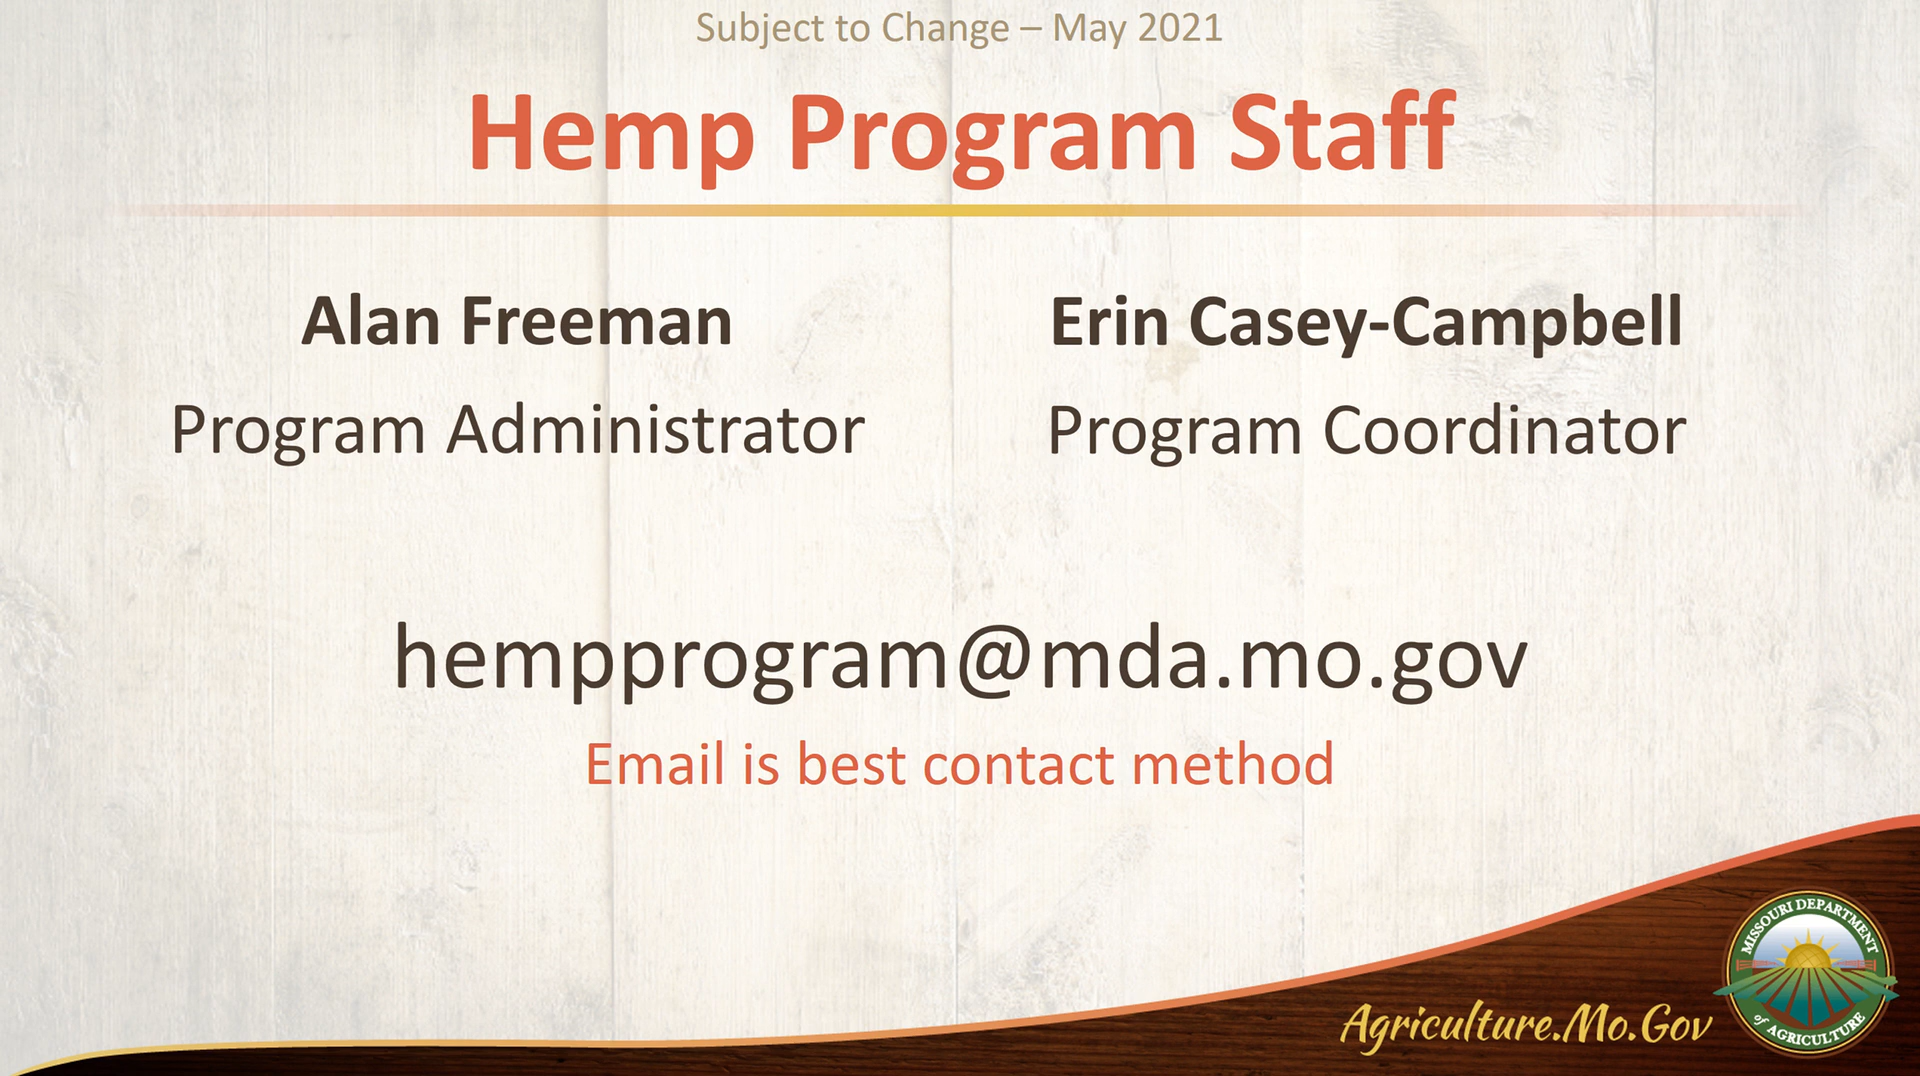 Subject to Change – May 2021
Hemp Program Staff
Alan Freeman
Program Administrator
Erin Casey-Campbell
Program Coordinator
hempprogram@mda.mo.gov
Email is best contact method
Agriculture.Mo.Gov
MISSOURI DEPARTMENT
of AGRICULTURE